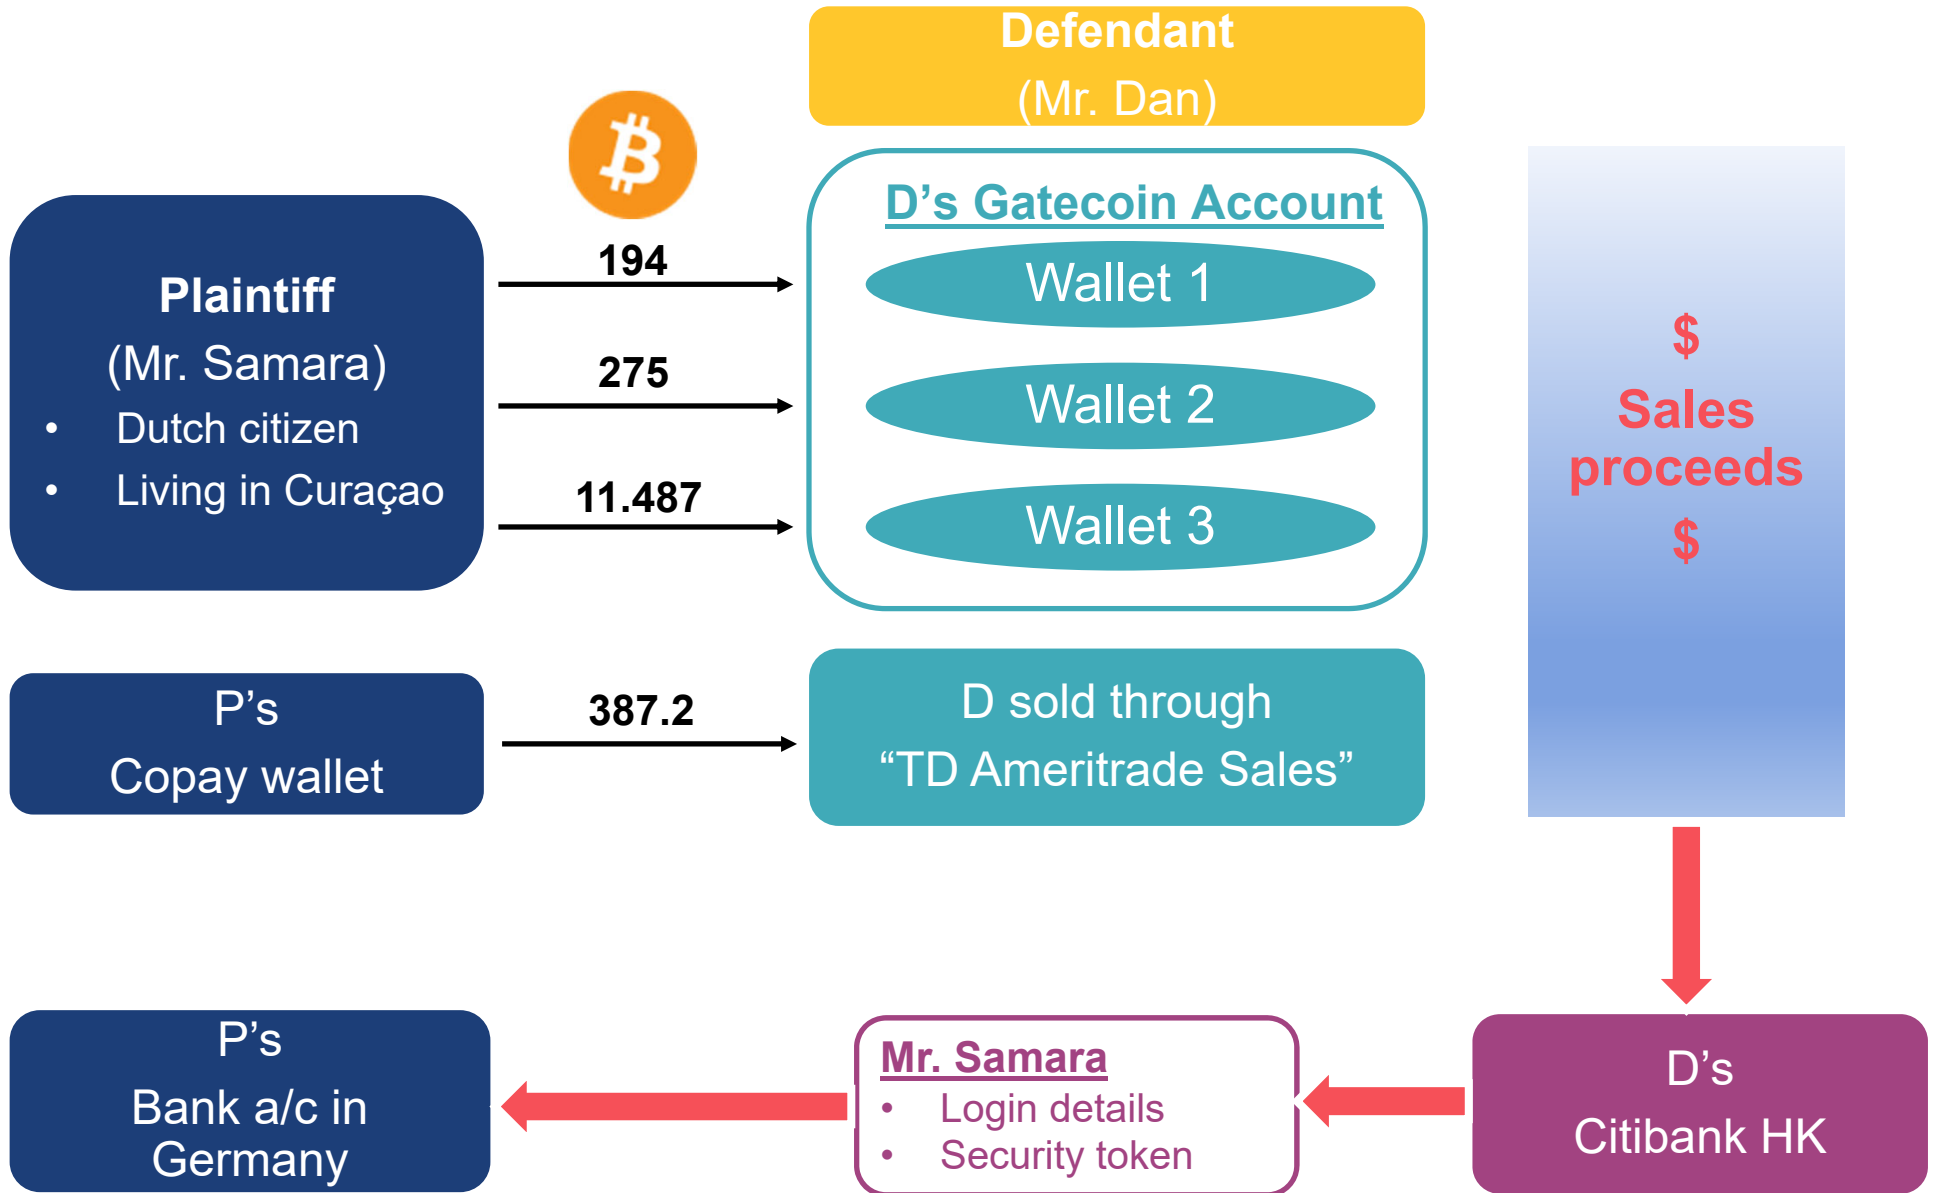 Defendant
(Mr. Dan)
Plaintiff
(Mr. Samara)
• Dutch citizen
• Living in Curaçao
194
275
11.487
D’s Gatecoin Account
Wallet 1
Wallet 2
Wallet 3
$
Sales
proceeds
$
P’s
Copay wallet
387.2
D sold through
“TD Ameritrade Sales”
P’s
Bank a/c in
Germany
Mr. Samara
• Login details
• Security token
D’s
Citibank HK